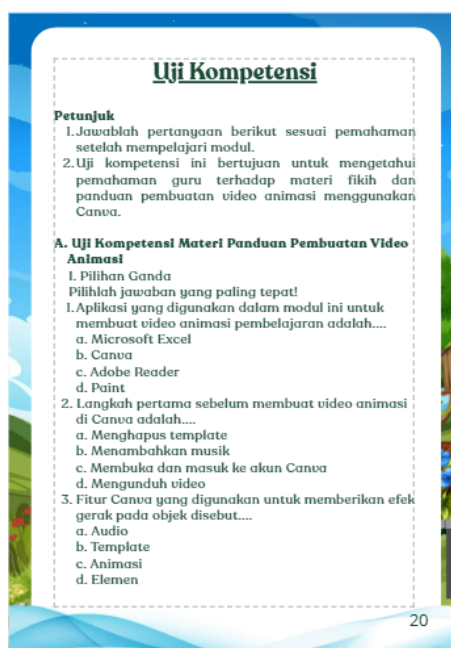 Uji Kompetensi
Petunjuk
1. Jawablah pertanyaan berikut sesuai pemahaman
setelah mempelajari modul.
2. Uji kompetensi ini bertujuan untuk mengetahui
pemahaman guru terhadap materi fikih dan
panduan pembuatan video animasi menggunakan
Canva.
A. Uji Kompetensi Materi Panduan Pembuatan Video
Animasi
I. Pilihan Ganda
Pilihlah jawaban yang paling tepat!
1. Aplikasi yang digunakan dalam modul ini untuk
membuat video animasi pembelajaran adalah....
a. Microsoft Excel
b. Canva
c. Adobe Reader
d. Paint
2. Langkah pertama sebelum membuat video animasi
di Canva adalah....
a. Menghapus template
b. Menambahkan musik
c. Membuka dan masuk ke akun Canva
d. Mengunduh video
3. Fitur Canva yang digunakan untuk memberikan efek
gerak pada objek disebut....
a. Audio
b. Template
c. Animasi
d. Elemen
20